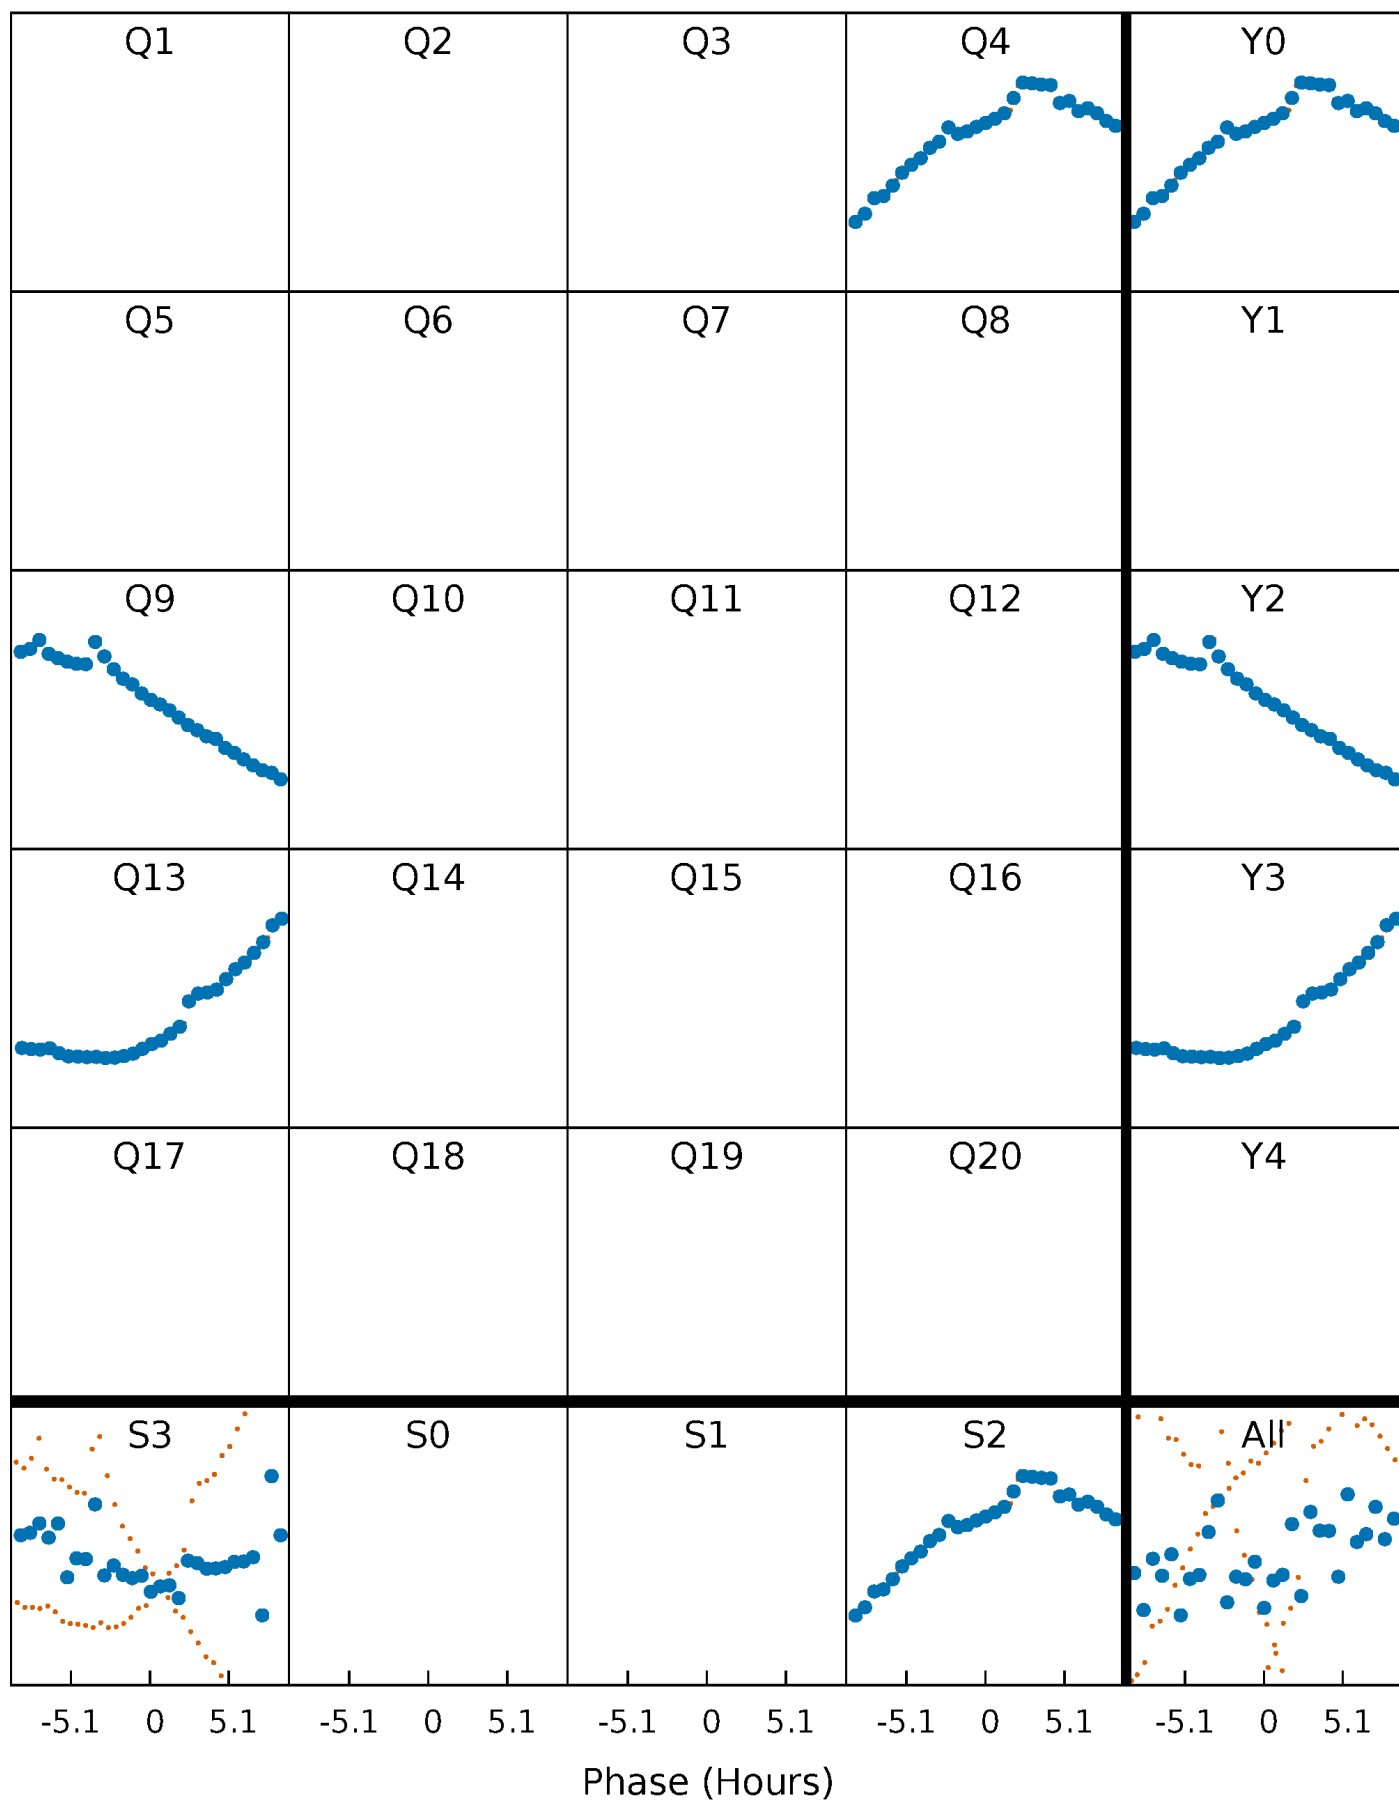 Q1 Q2 Q3 Q4 Y0
Q5 Q6 Q7 Q8 Y1
Q9 Q10 Q11 Q12 Y2
Q13 Q14 Q15 Q16 Y3
Q17 Q18 Q19 Q20 Y4
S3 S0 S1 S2 All
-5.1 0 5.1 -5.1 0 5.1 -5.1 0 5.1 -5.1 0 5.1 -5.1 0 5.1
Phase (Hours)